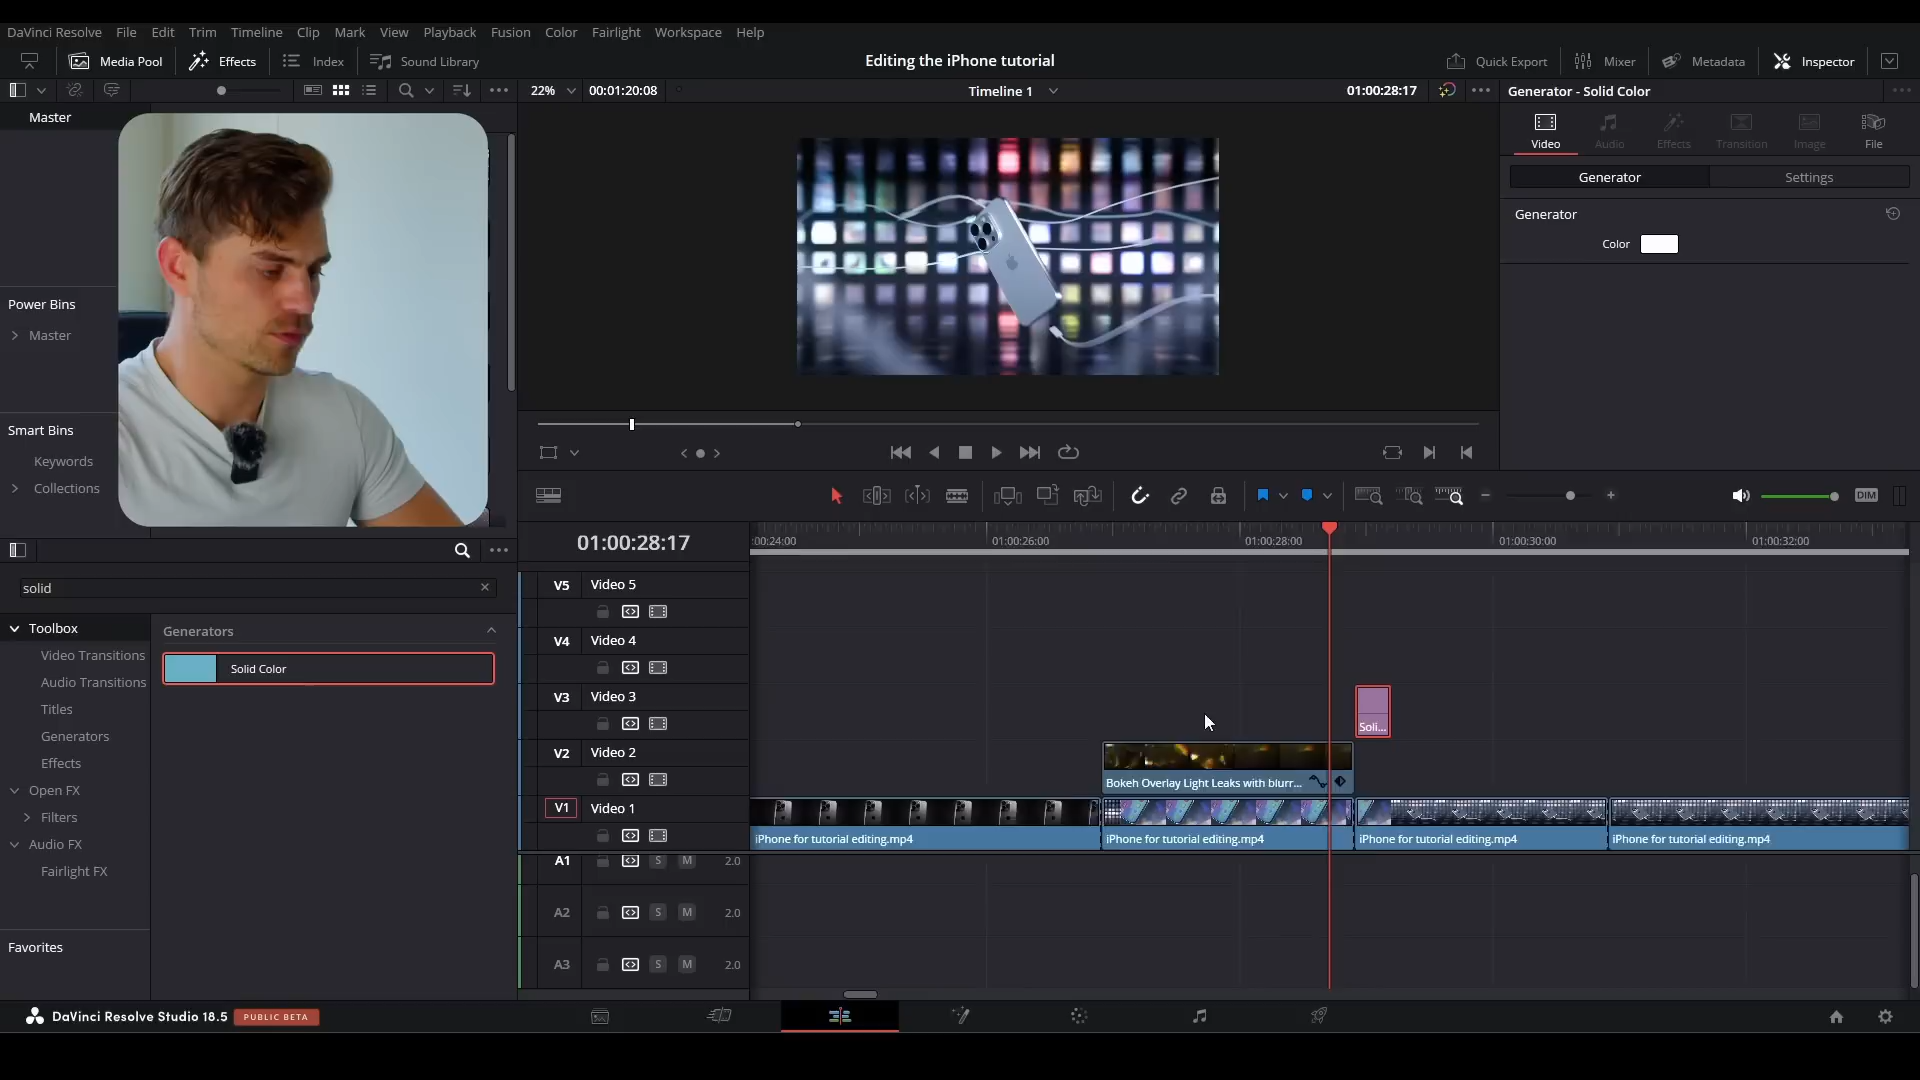 DaVinci Resolve File Edit Trim Timeline Clip Mark View Playback Fusion Color Fairlight Workspace Help
Media Pool Effects Index Sound Library Editing the iPhone tutorial Quick Export Mixer Metadata Inspector
22% 00:01:20:08 Timeline 1 01:00:28:17 Generator - Solid Color
Master
Video Audio Effects Transition Image File
Generator Settings
Generator
Color
Power Bins
Master
Smart Bins
Keywords
Collections
DIM
01:00:28:17
:00:24:00 01:00:26:00 01:00:28:00 01:00:30:00 01:00:32:00
solid
Toolbox
Video Transitions
Audio Transitions
Titles
Generators
Effects
Open FX
Filters
Audio FX
Fairlight FX
Favorites
Generators
Solid Color
V5 Video 5
V4 Video 4
V3 Video 3
Soli...
V2 Video 2
Bokeh Overlay Light Leaks with blurr...
V1 Video 1
iPhone for tutorial editing.mp4 iPhone for tutorial editing.mp4 iPhone for tutorial editing.mp4 iPhone for tutorial editing.mp4
A1 S M 2.0
A2 S M 2.0
A3 S M 2.0
DaVinci Resolve Studio 18.5 PUBLIC BETA